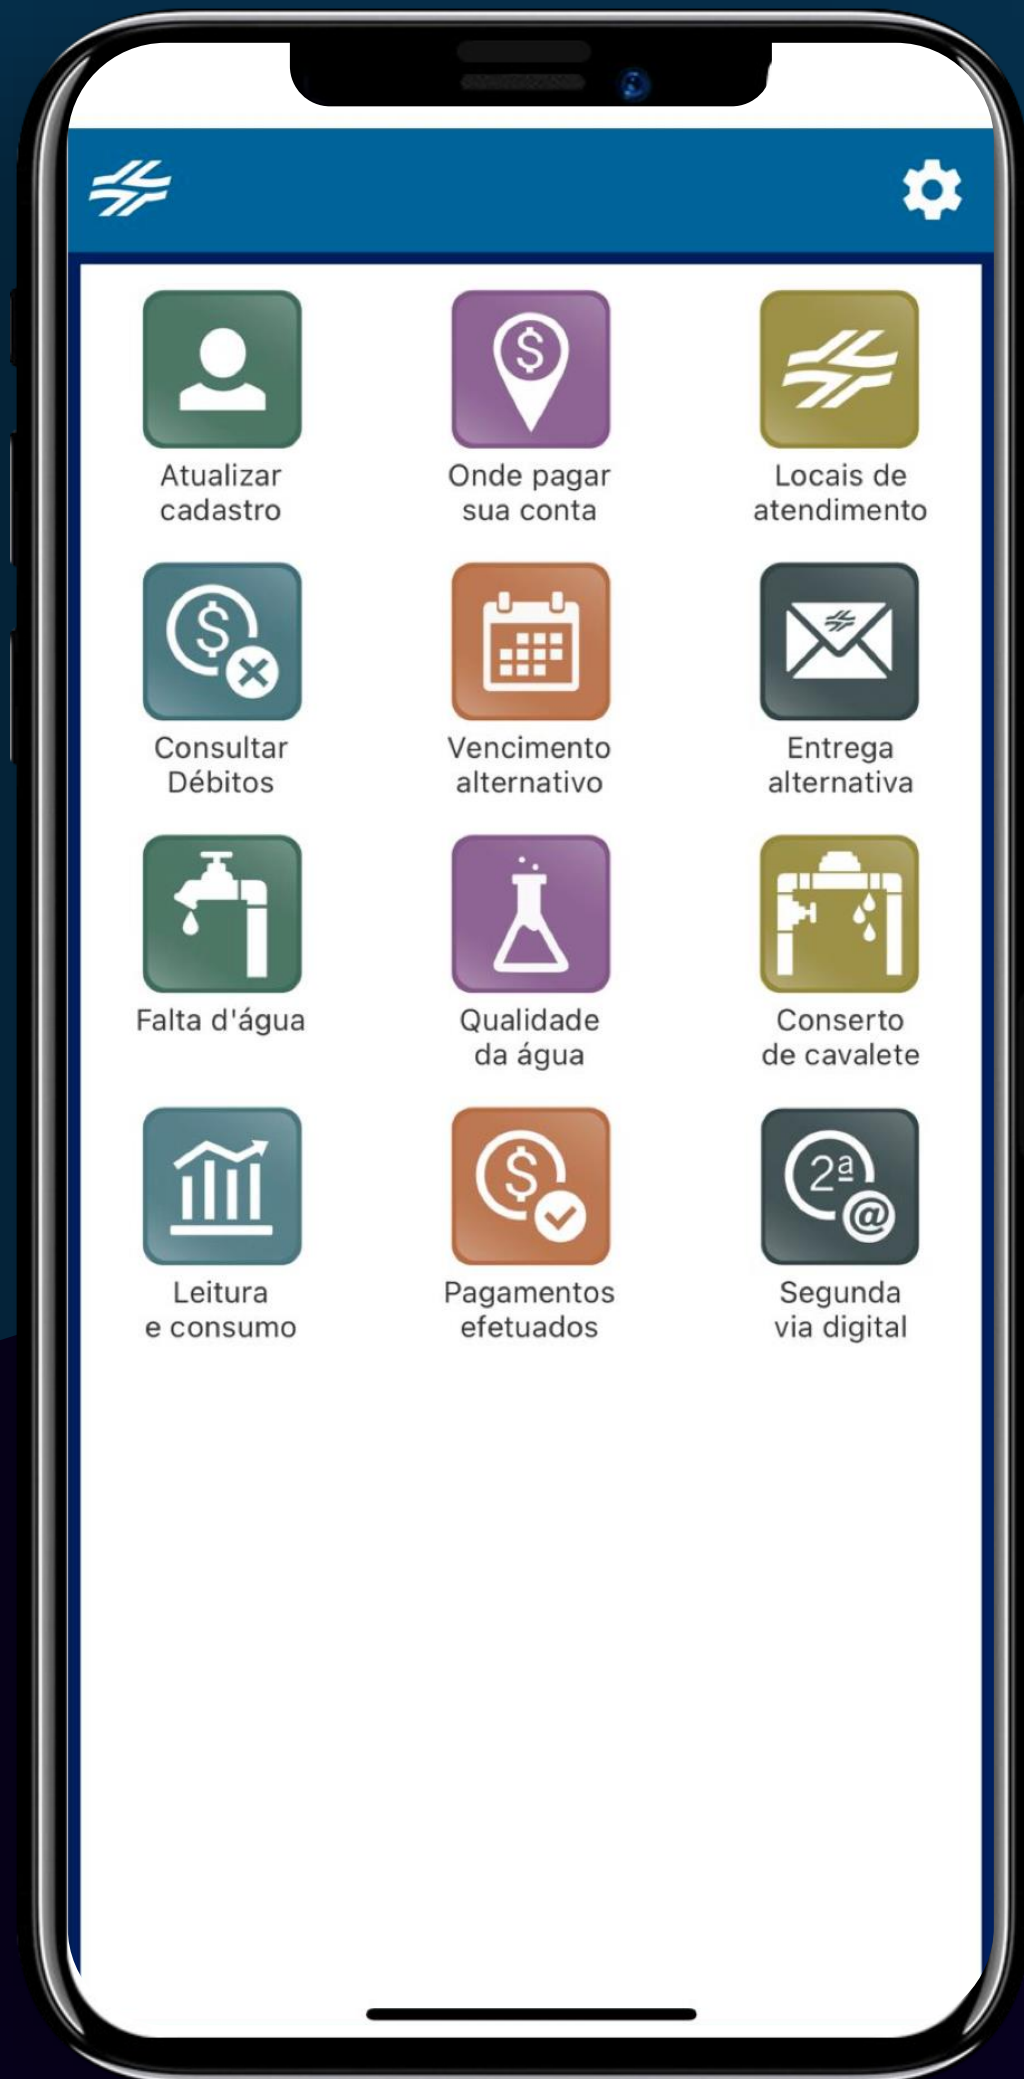 $
Atualizar
cadastro
Onde pagar
sua conta
Locais de
atendimento
$
Consultar
Débitos
Vencimento
alternativo
Entrega
alternativa
Falta d'água
Qualidade
da água
Conserto
de cavalete
$
2ª
@
Leitura
e consumo
Pagamentos
efetuados
Segunda
via digital